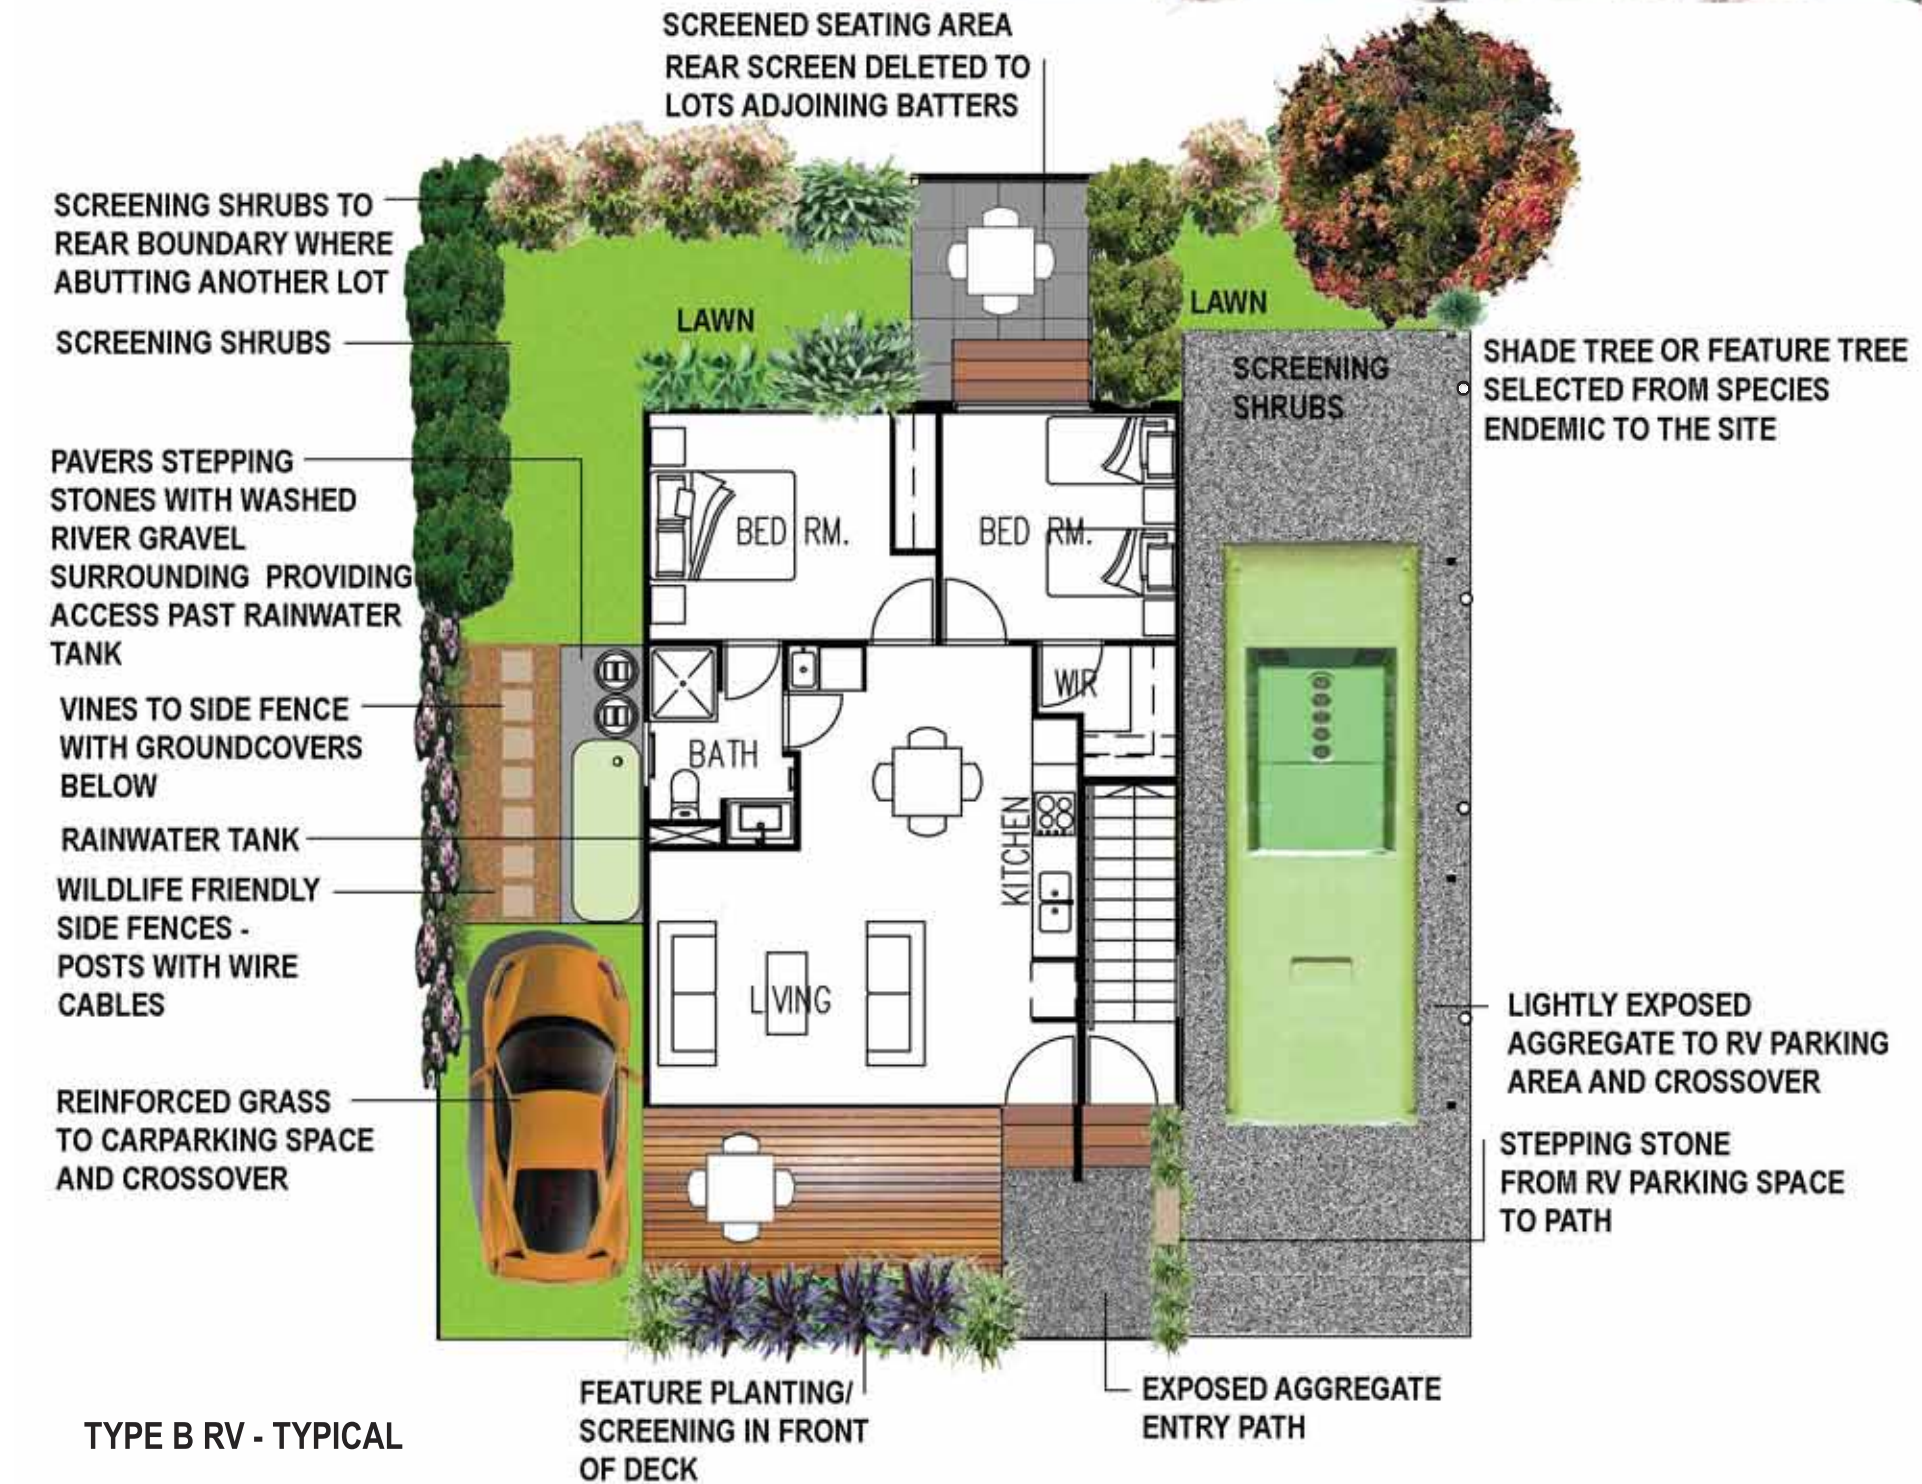 SCREENED SEATING AREA
REAR SCREEN DELETED TO
LOTS ADJOINING BATTERS
SCREENING SHRUBS TO
REAR BOUNDARY WHERE
ABUTTING ANOTHER LOT
SCREENING SHRUBS
PAVERS STEPPING
STONES WITH WASHED
RIVER GRAVEL
SURROUNDING PROVIDING
ACCESS PAST RAINWATER
TANK
VINES TO SIDE FENCE
WITH GROUNDCOVERS
BELOW
RAINWATER TANK
WILDLIFE FRIENDLY
SIDE FENCES -
POSTS WITH WIRE
CABLES
REINFORCED GRASS
TO CARPARKING SPACE
AND CROSSOVER
LAWN
LAWN
SCREENING
SHRUBS
BED RM.
BED RM.
WIR
BATH
KITCHEN
LIVING
SHADE TREE OR FEATURE TREE
SELECTED FROM SPECIES
ENDEMIC TO THE SITE
LIGHTLY EXPOSED
AGGREGATE TO RV PARKING
AREA AND CROSSOVER
STEPPING STONE
FROM RV PARKING SPACE
TO PATH
FEATURE PLANTING/
SCREENING IN FRONT
OF DECK
EXPOSED AGGREGATE
ENTRY PATH
TYPE B RV - TYPICAL